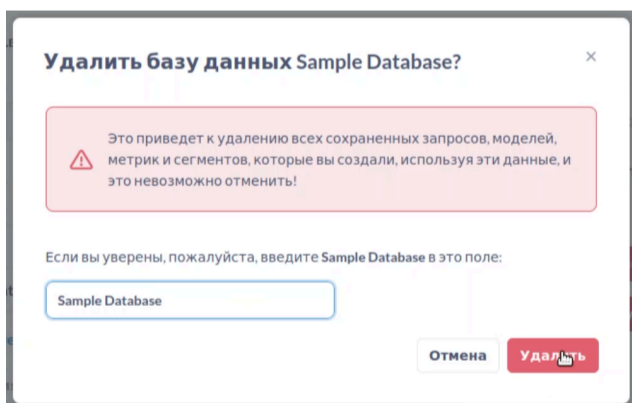 Удалить базу данных Sample Database?
Это приведет к удалению всех сохраненных запросов, моделей,
метрик и сегментов, которые вы создали, используя эти данные, и
это невозможно отменить!
Если вы уверены, пожалуйста, введите Sample Database в это поле:
Sample Database
Отмена
Удалить